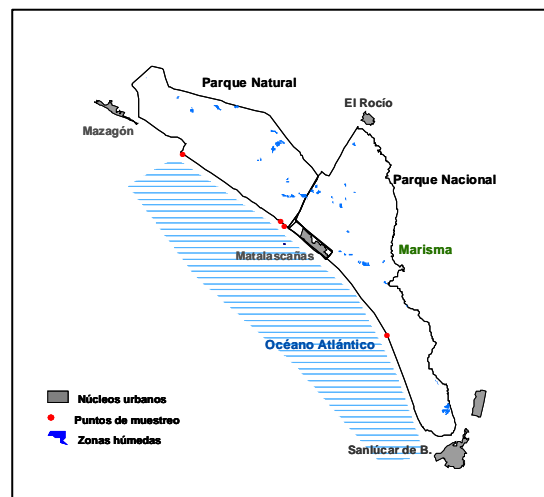 Parque Natural
El Rocío
Mazagón
Parque Nacional
Marisma
Matalascañas
Océano Atlántico
Núcleos urbanos
Puntos de muestreo
Zonas húmedas
Sanlúcar de B.